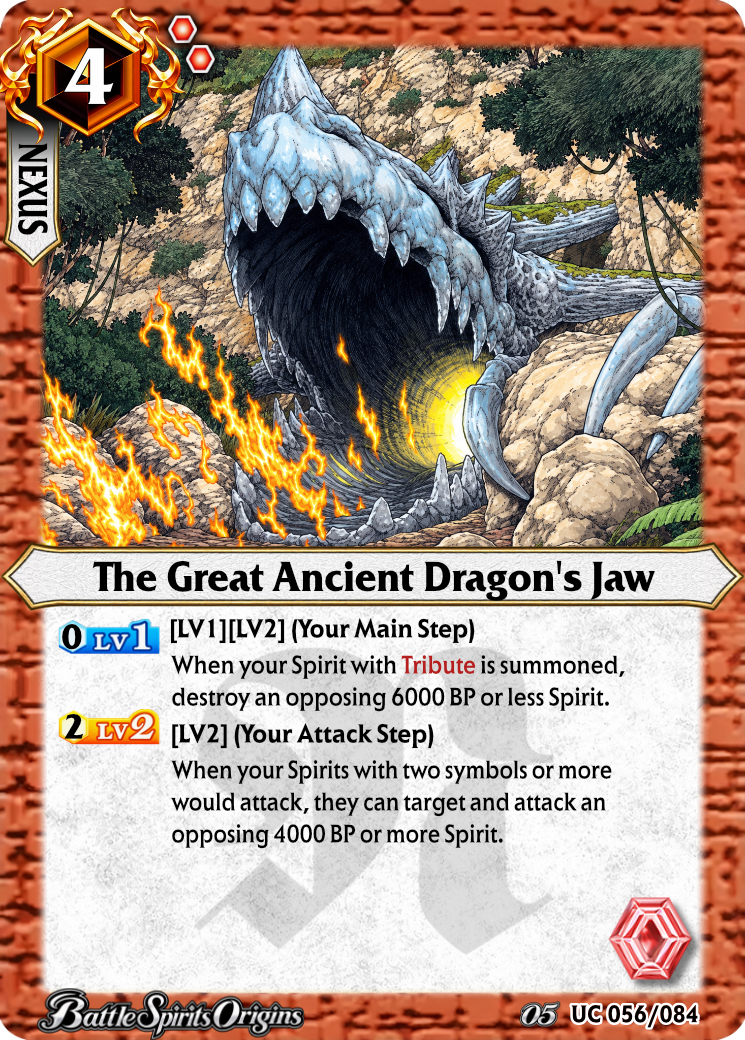 4
NEXUS
The Great Ancient Dragon's Jaw
0 LV1 [LV1][LV2] (Your Main Step)
When your Spirit with Tribute is summoned,
destroy an opposing 6000 BP or less Spirit.
2 LV2 [LV2] (Your Attack Step)
When your Spirits with two symbols or more
would attack, they can target and attack an
opposing 4000 BP or more Spirit.
Battle Spirits Origins
05 UC 056/084